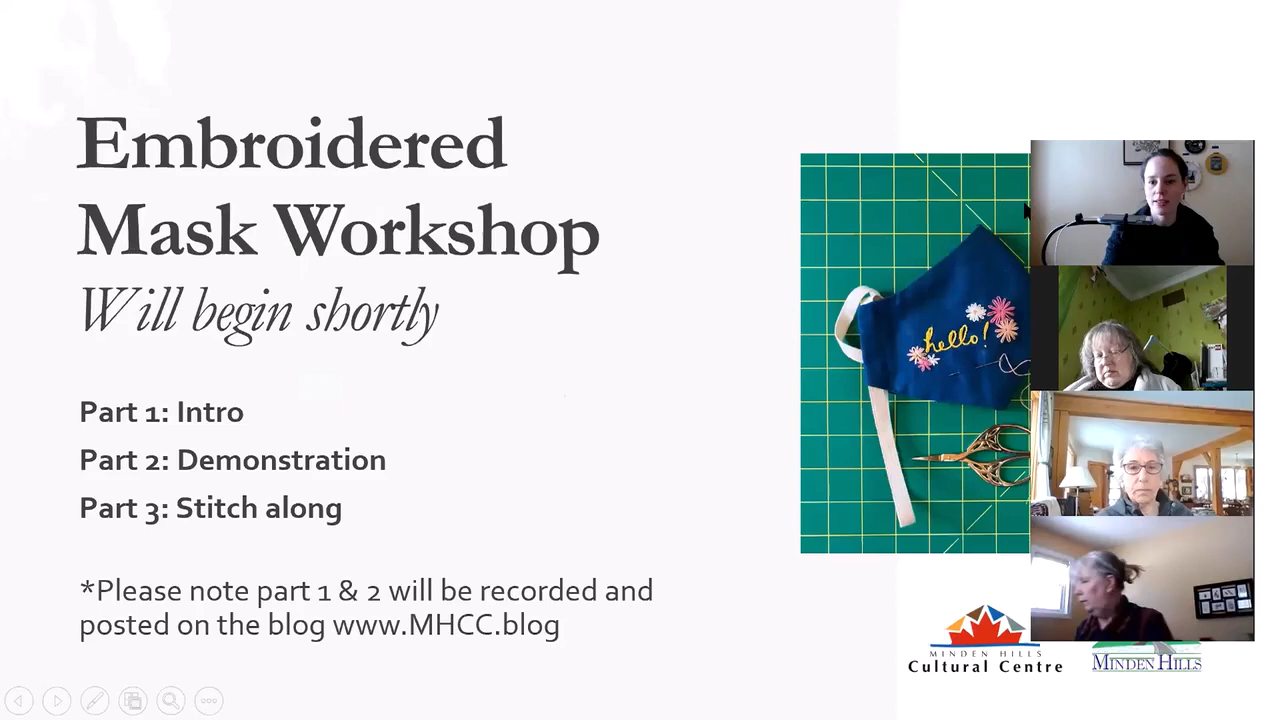 Embroidered
Mask Workshop
Will begin shortly
Part 1: Intro
Part 2: Demonstration
Part 3: Stitch along
*Please note part 1 & 2 will be recorded and
posted on the blog www.MHCC.blog
hello!
MINDEN HILLS
Cultural Centre
MINDEN HILLS